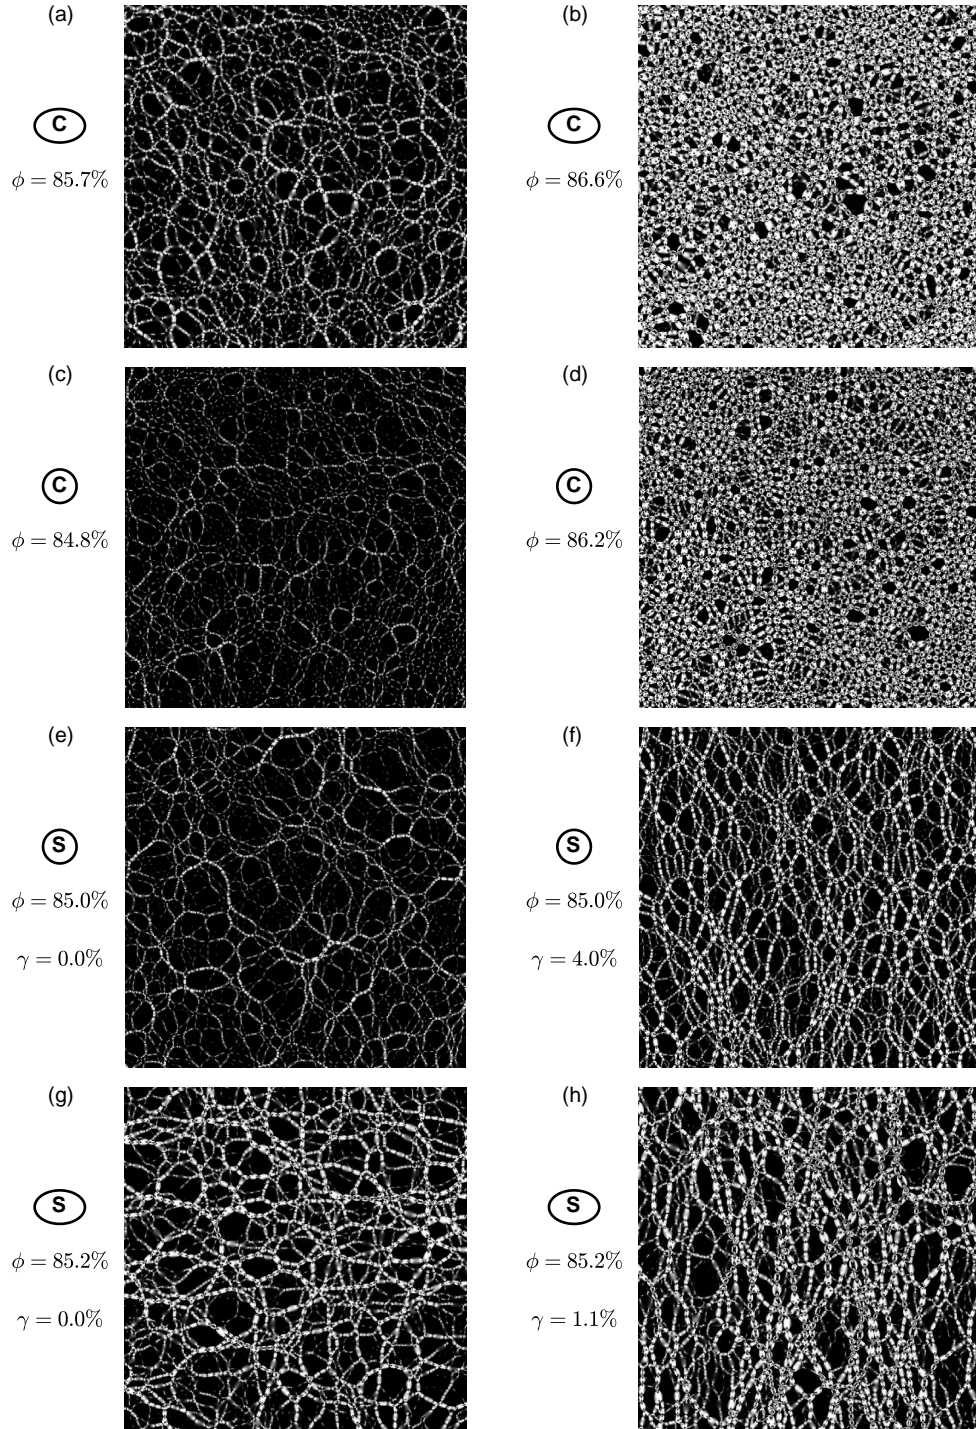 (a)
C
ϕ = 85.7%
(b)
C
ϕ = 86.6%
(c)
C
ϕ = 84.8%
(d)
C
ϕ = 86.2%
(e)
S
ϕ = 85.0%
γ = 0.0%
(f)
S
ϕ = 85.0%
γ = 4.0%
(g)
S
ϕ = 85.2%
γ = 0.0%
(h)
S
ϕ = 85.2%
γ = 1.1%